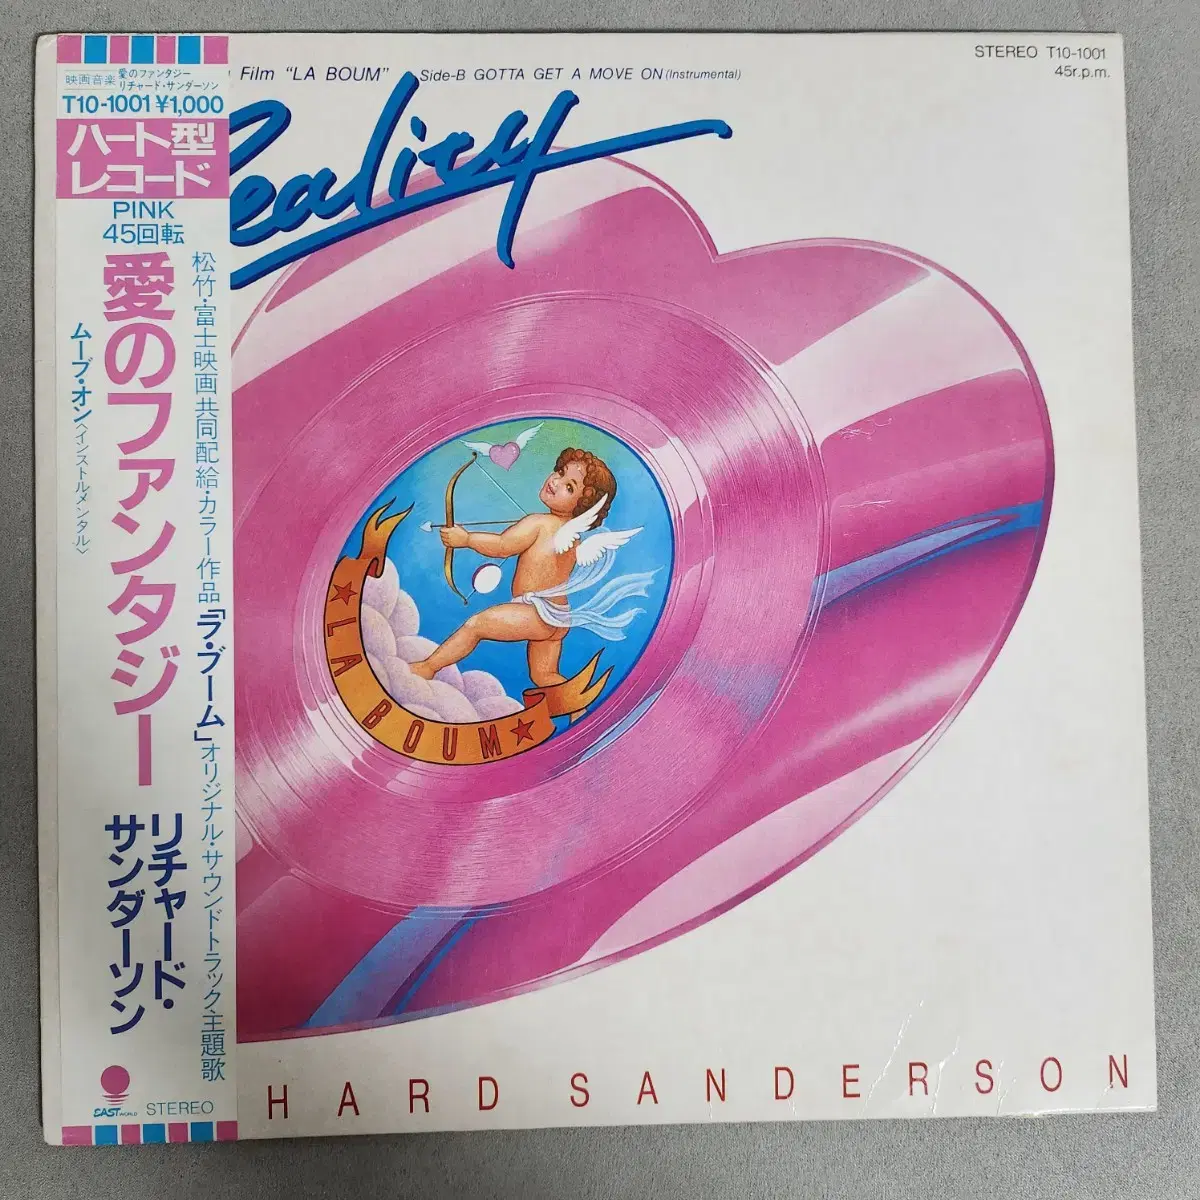 映画音楽
愛のファンタジー
リチャード・サンダーソン
T10-1001 ¥1,000
ハート型
レコード
PINK
45回転
愛のファンタジー
ムーブ・オン〈インストルメンタル〉
松竹・富士映画共同配給・カラー作品「ラ・ブーム」オリジナル・サウンドトラック主題歌
リチャード・
サンダーソン
EAST WORLD
STEREO
Film "LA BOUM"
Side-B GOTTA GET A MOVE ON (Instrumental)
STEREO T10-1001
45r.p.m.
eality
★LA BOUM★
HARD SANDERSON